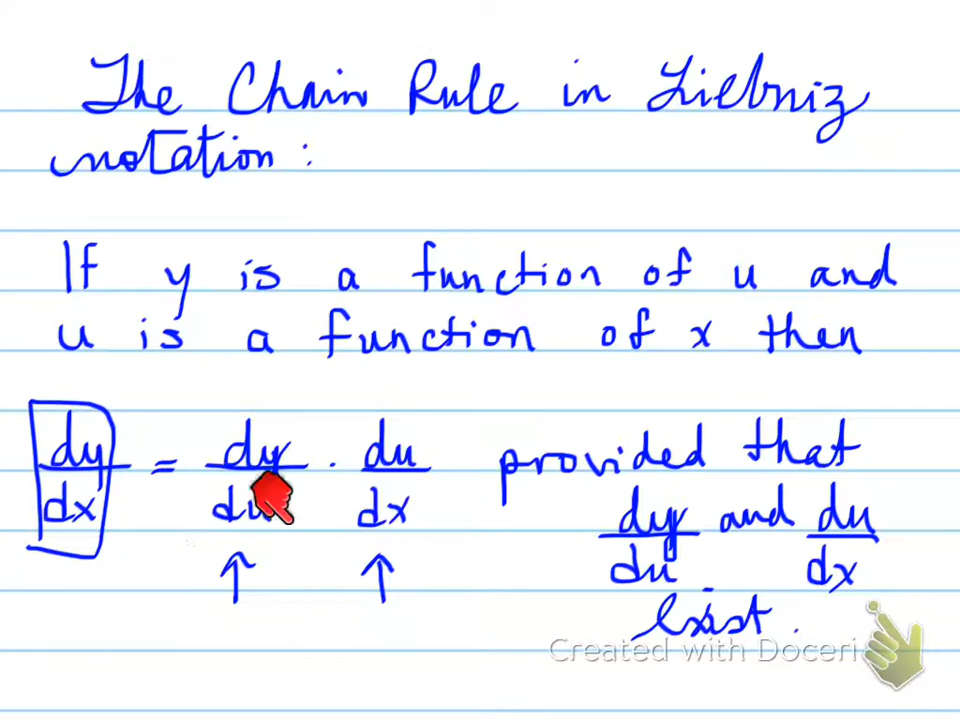 The Chain Rule in Liebniz
notation:
If y is a function of u and
u is a function of x then
dy/dx = dy/du · du/dx provided that
dy/du and du/dx
exist.
Created with Doceri